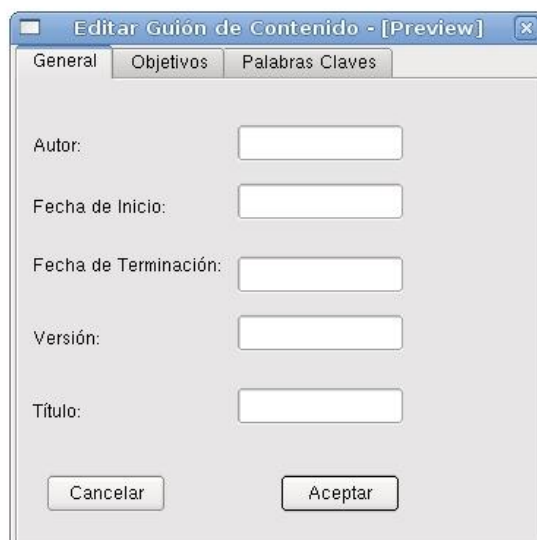 Editar Guión de Contenido - [Preview]
General Objetivos Palabras Claves
Autor:
Fecha de Inicio:
Fecha de Terminación:
Versión:
Título:
Cancelar Aceptar